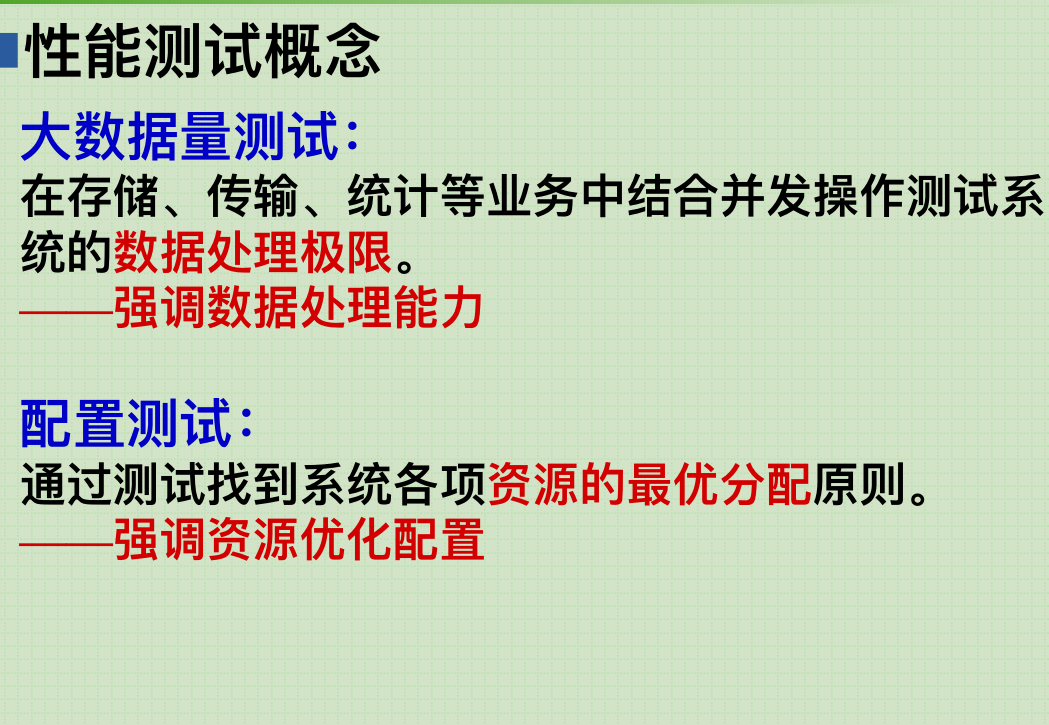 性能测试概念
大数据量测试：
在存储、传输、统计等业务中结合并发操作测试系
统的数据处理极限。
——强调数据处理能力
配置测试：
通过测试找到系统各项资源的最优分配原则。
——强调资源优化配置